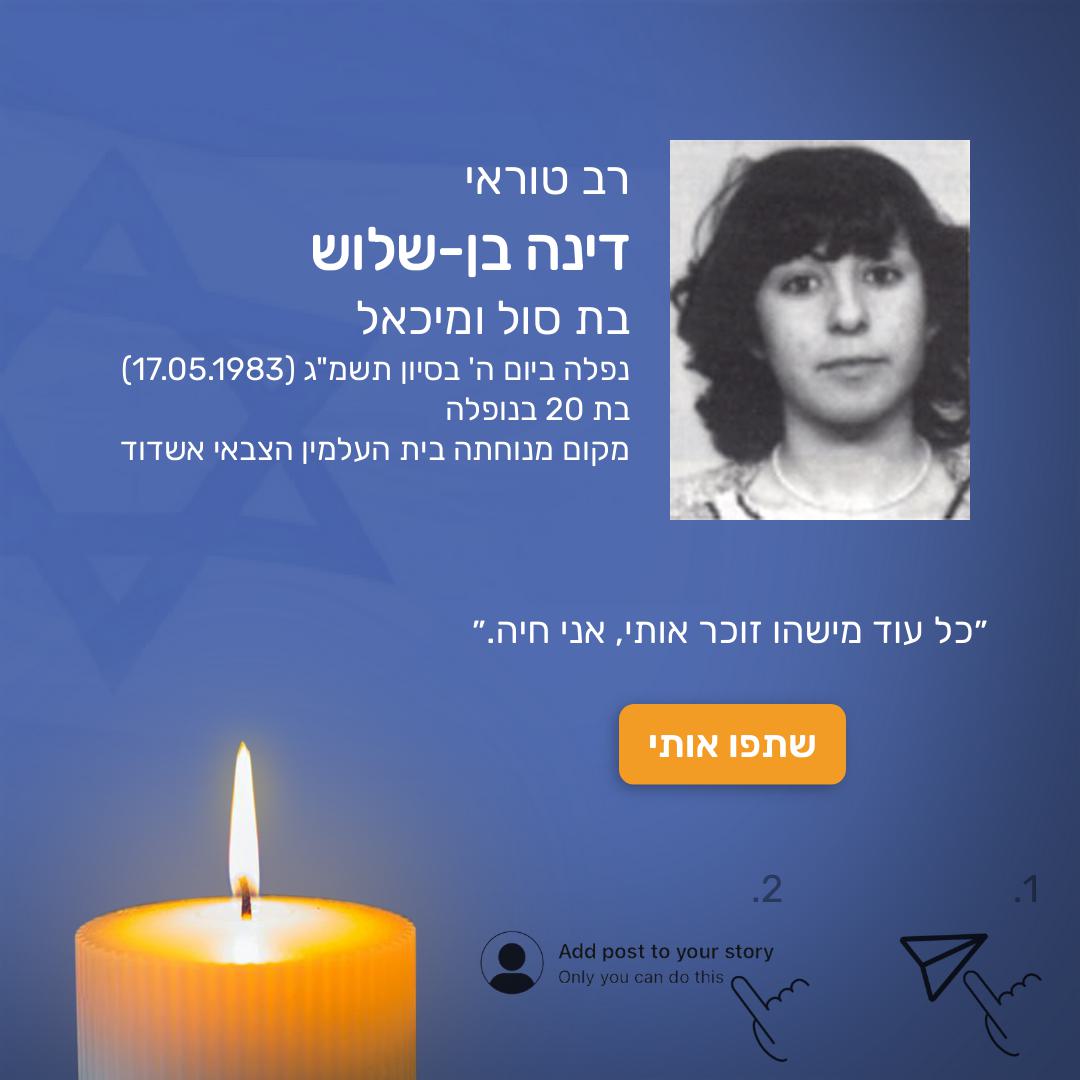 רב טוראי
דינה בן-שלוש
בת סול ומיכאל
נפלה ביום ה' בסיון תשמ"ג (17.05.1983)
בת 20 בנופלה
מקום מנוחתה בית העלמין הצבאי אשדוד
״כל עוד מישהו זוכר אותי, אני חיה.״
שתפו אותי
1.
2.
Add post to your story
Only you can do this